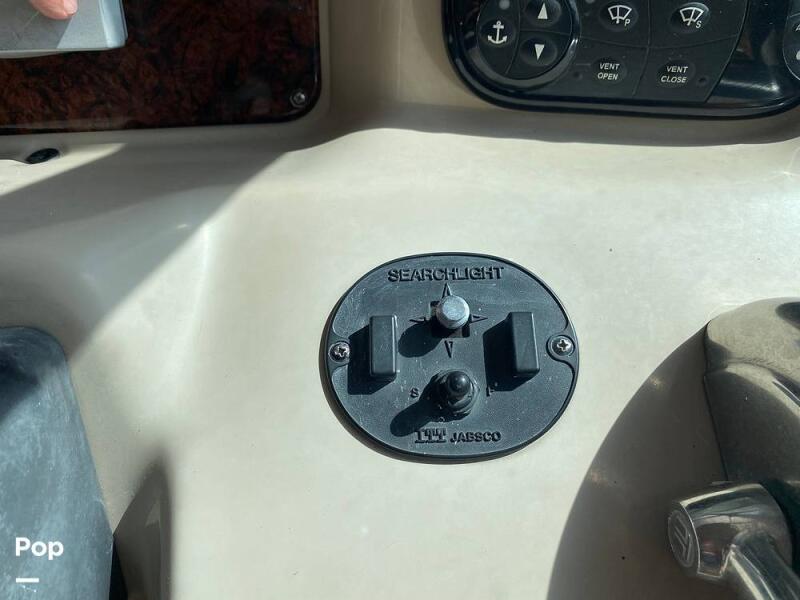 P
S
VENT
OPEN
VENT
CLOSE
SEARCHLIGHT
S F
ITT JABSCO
Pop